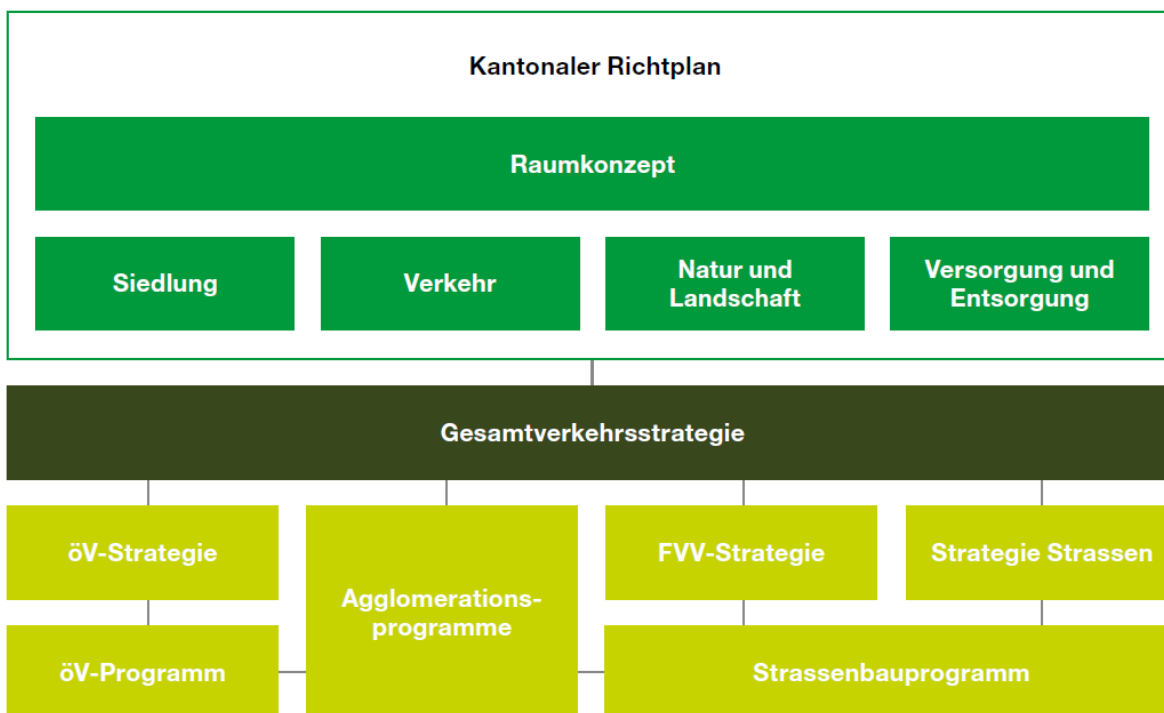 Kantonaler Richtplan
Raumkonzept
Siedlung
Verkehr
Natur und
Landschaft
Versorgung und
Entsorgung
Gesamtverkehrsstrategie
öV-Strategie
Agglomerations-
programme
FVV-Strategie
Strategie Strassen
öV-Programm
Strassenbauprogramm